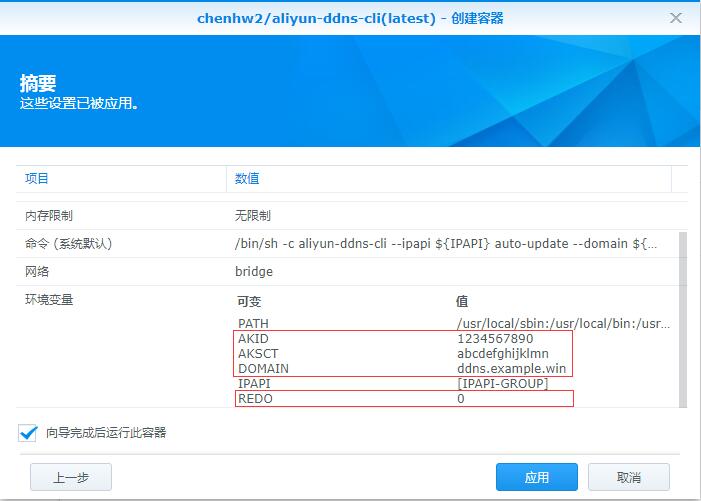 chenhw2/aliyun-ddns-cli(latest) - 创建容器
摘要
这些设置已被应用。
项目 数值
内存限制 无限制
命令 (系统默认) /bin/sh -c aliyun-ddns-cli --ipapi ${IPAPI} auto-update --domain ${...
网络 bridge
环境变量 可变 值
PATH /usr/local/sbin:/usr/local/bin:/usr...
AKID 1234567890
AKSCT abcdefghijklmn
DOMAIN ddns.example.win
IPAPI [IPAPI-GROUP]
REDO 0
向导完成后运行此容器
上一步 应用 取消